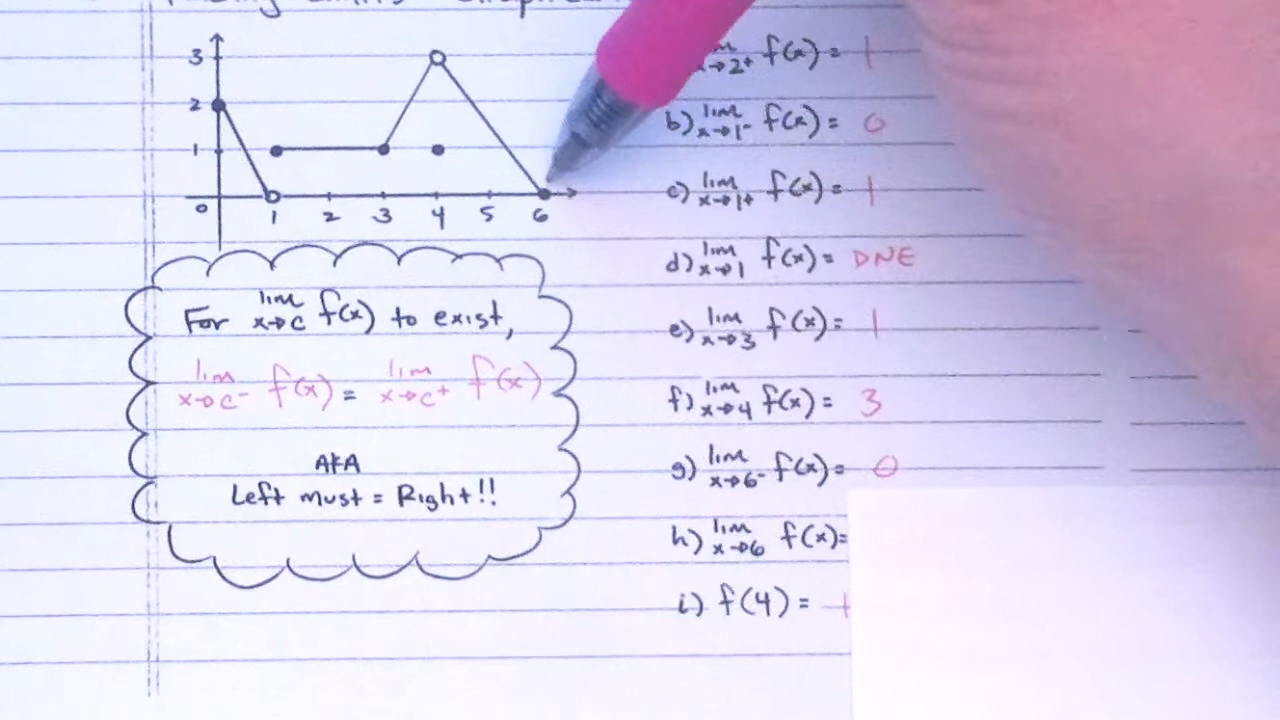 3
2
1
0 1 2 3 4 5 6
x→2⁺ f(x) = 1
b) lim x→1⁻ f(x) = 0
c) lim x→1⁺ f(x) = 1
d) lim x→1 f(x) = DNE
e) lim x→3 f(x) = 1
f) lim x→4 f(x) = 3
g) lim x→6⁻ f(x) = 0
h) lim x→6 f(x) =
i) f(4) = 1
For lim x→c f(x) to exist,
lim x→c⁻ f(x) = lim x→c⁺ f(x)
AKA
Left must = Right!!